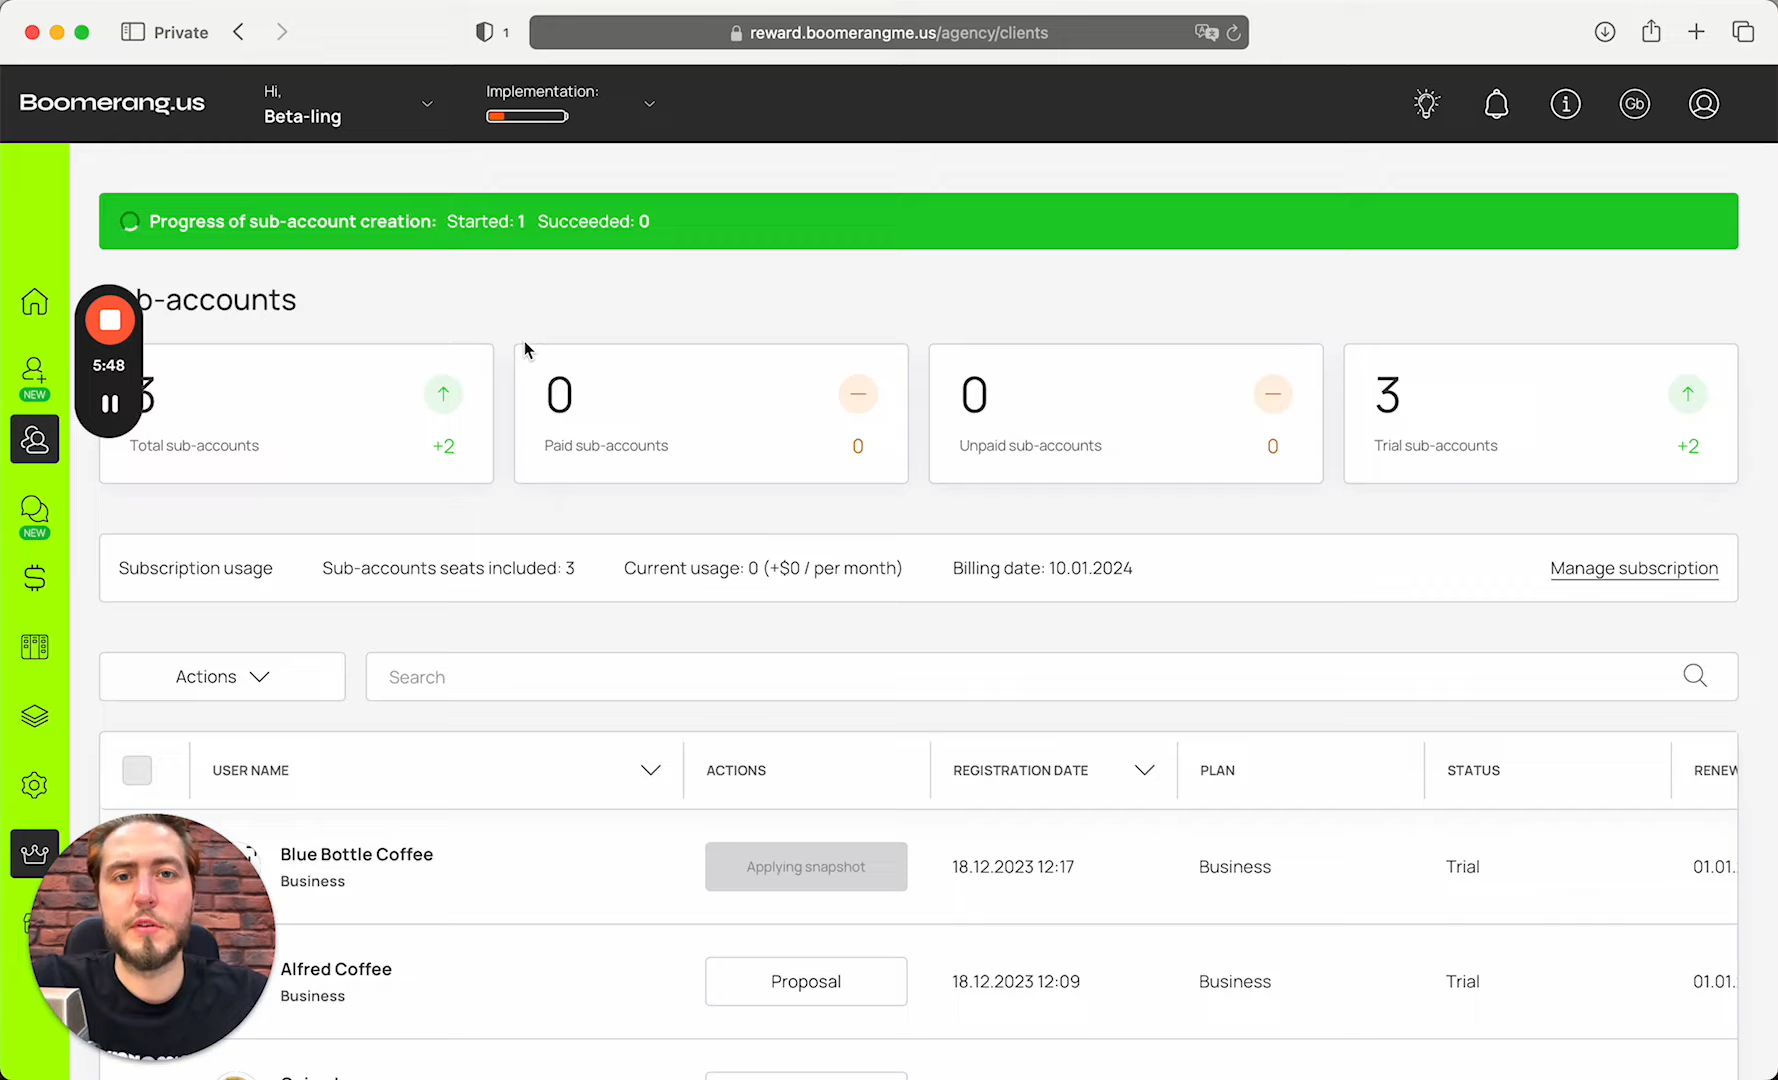 Private
1
reward.boomerangme.us/agency/clients
Boomerang.us
Hi,
Beta-ling
Implementation:
Gb
Progress of sub-account creation: Started: 1 Succeeded: 0
b-accounts
NEW
5:48
3
Total sub-accounts
+2
0
Paid sub-accounts
0
0
Unpaid sub-accounts
0
3
Trial sub-accounts
+2
NEW
Subscription usage
Sub-accounts seats included: 3
Current usage: 0 (+$0 / per month)
Billing date: 10.01.2024
Manage subscription
Actions
Search
USER NAME
ACTIONS
REGISTRATION DATE
PLAN
STATUS
RENEW
Blue Bottle Coffee
Business
Applying snapshot
18.12.2023 12:17
Business
Trial
01.01.
Alfred Coffee
Business
Proposal
18.12.2023 12:09
Business
Trial
01.01.